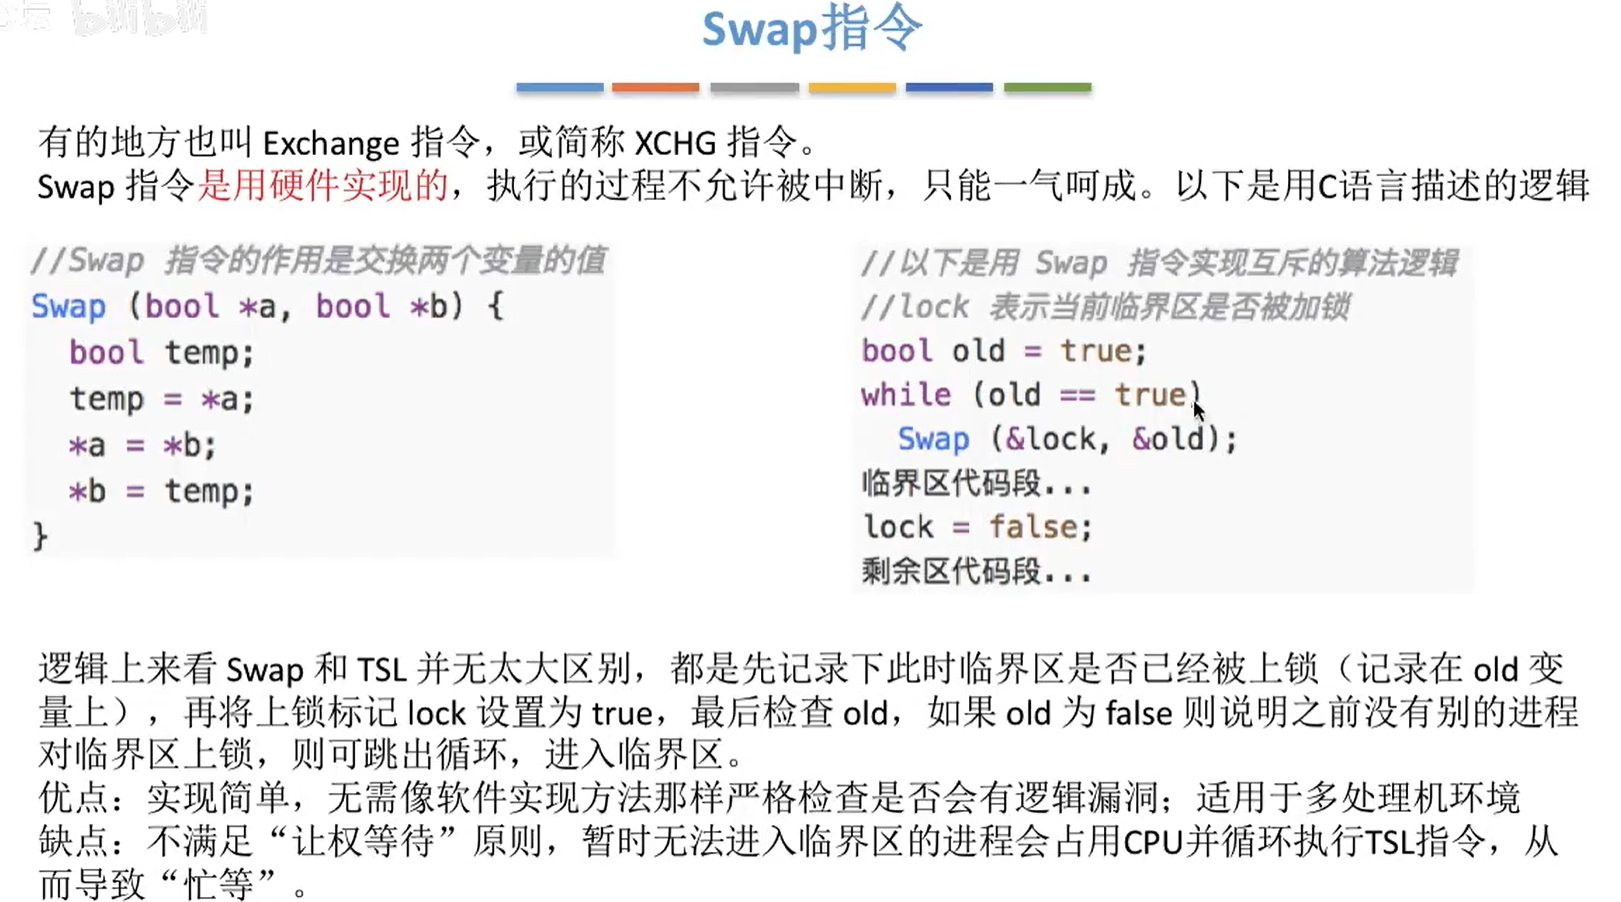 bilibili
Swap指令
有的地方也叫 Exchange 指令，或简称 XCHG 指令。
Swap 指令是用硬件实现的，执行的过程不允许被中断，只能一气呵成。以下是用C语言描述的逻辑
//Swap 指令的作用是交换两个变量的值
Swap (bool *a, bool *b) {
bool temp;
temp = *a;
*a = *b;
*b = temp;
}
//以下是用 Swap 指令实现互斥的算法逻辑
//lock 表示当前临界区是否被加锁
bool old = true;
while (old == true)
Swap (&lock, &old);
临界区代码段...
lock = false;
剩余区代码段...
逻辑上来看 Swap 和 TSL 并无太大区别，都是先记录下此时临界区是否已经被上锁（记录在 old 变
量上），再将上锁标记 lock 设置为 true，最后检查 old，如果 old 为 false 则说明之前没有别的进程
对临界区上锁，则可跳出循环，进入临界区。
优点：实现简单，无需像软件实现方法那样严格检查是否会有逻辑漏洞；适用于多处理机环境
缺点：不满足“让权等待”原则，暂时无法进入临界区的进程会占用CPU并循环执行TSL指令，从
而导致“忙等”。